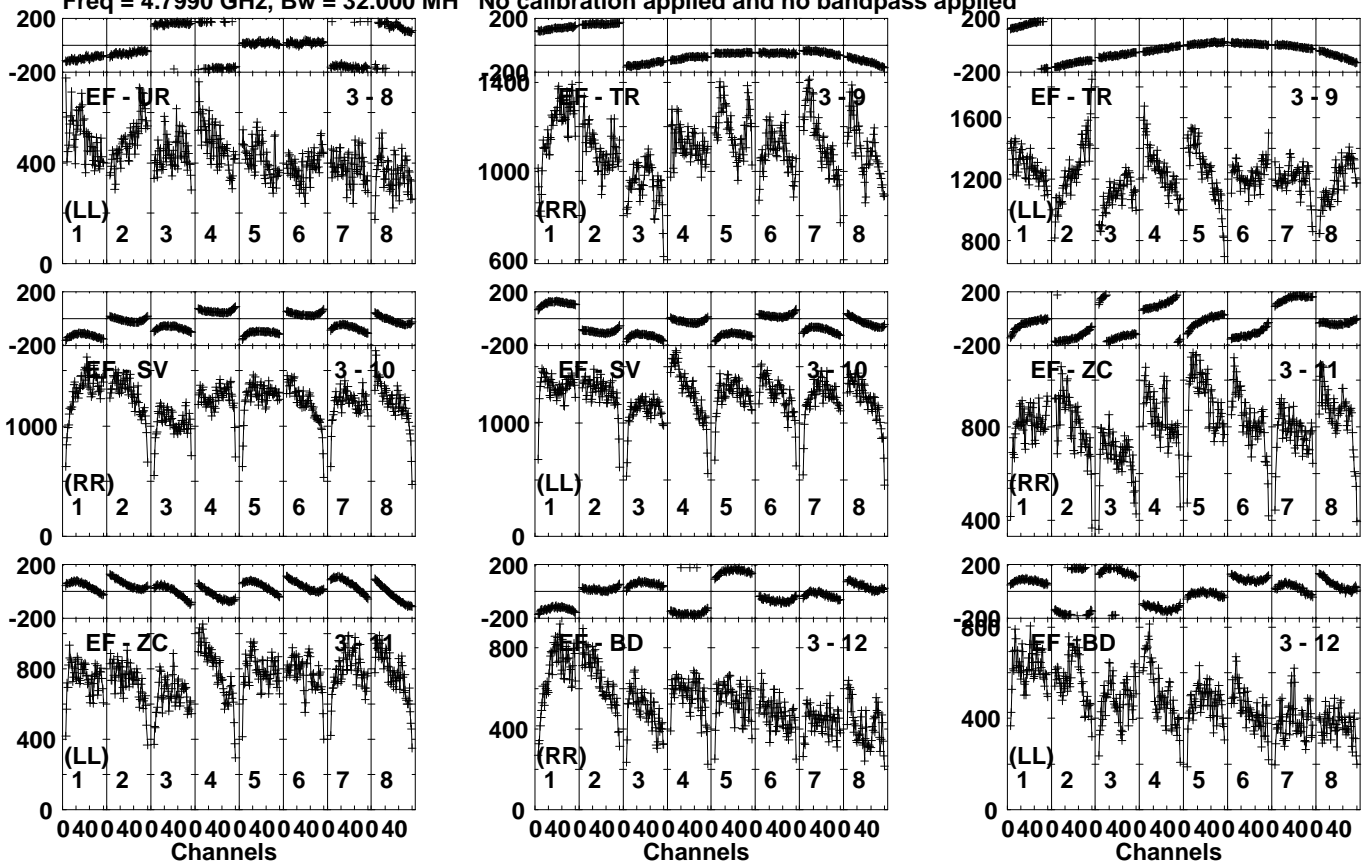 Freq = 4.7990 GHz, Bw = 32.000 MH No calibration applied and no bandpass applied
200
-200
EF - UR 3 - 8
400
(LL)
1 2 3 4 5 6 7 8
0
-200
1400
EF - TR 3 - 9
1000
(RR)
1 2 3 4 5 6 7 8
600
200
-200
EF - TR 3 - 9
1600
1200
(LL)
800
1 2 3 4 5 6 7 8
200
-200
EF - SV 3 - 10
1000
(RR)
1 2 3 4 5 6 7 8
0
200
-200
EF - SV 3 - 10
1000
(LL)
1 2 3 4 5 6 7 8
0
200
-200
EF - ZC 3 - 11
800
(RR)
1 2 3 4 5 6 7 8
400
200
-200
EF - ZC 3 - 11
800
400
(LL)
1 2 3 4 5 6 7 8
0
200
-200
EF - BD 3 - 12
800
400
(RR)
1 2 3 4 5 6 7 8
0
200
-200
800
EF - BD 3 - 12
400
(LL)
1 2 3 4 5 6 7 8
0
0 40 0 40 0 40 0 40 0 40 0 40 0 40 0 40
Channels
0 40 0 40 0 40 0 40 0 40 0 40 0 40 0 40
Channels
0 40 0 40 0 40 0 40 0 40 0 40 0 40 0 40
Channels